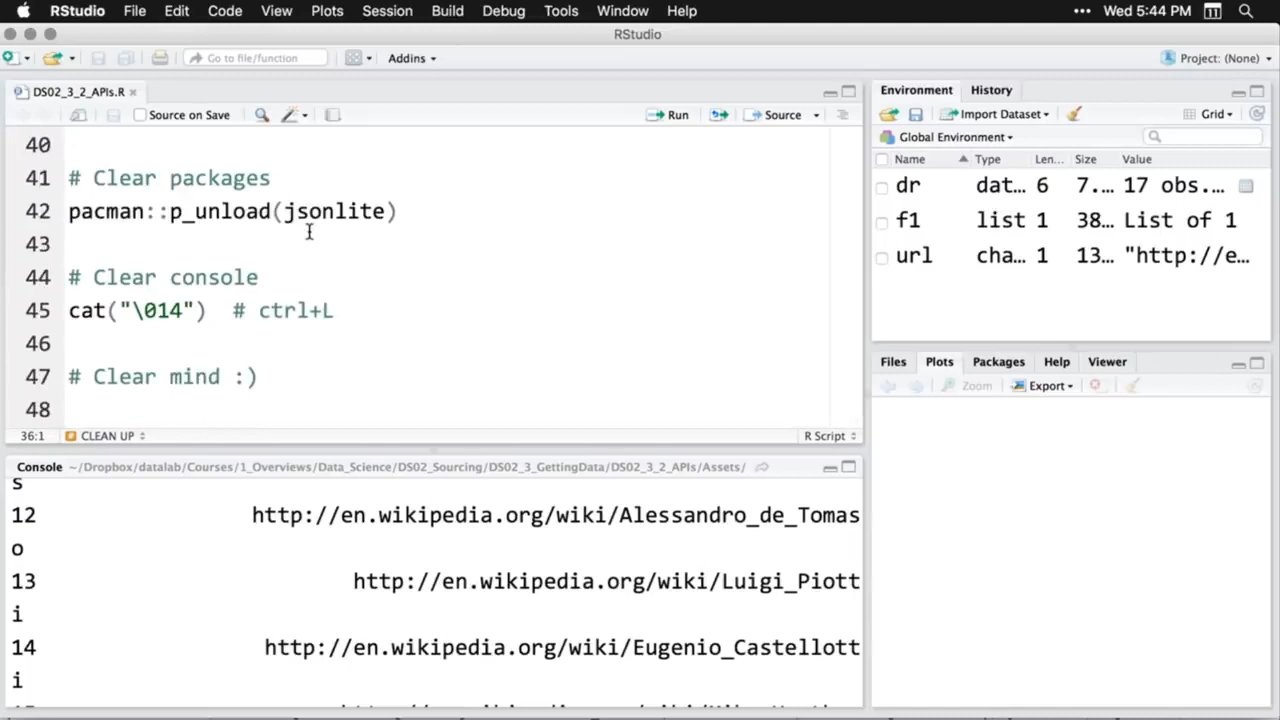 RStudio File Edit Code View Plots Session Build Debug Tools Window Help ••• Wed 5:44 PM 11
RStudio
Go to file/function Addins Project: (None)
DS02_3_2_APIs.R
Source on Save Run Source
40
41 # Clear packages
42 pacman::p_unload(jsonlite)
43
44 # Clear console
45 cat("\014")  # ctrl+L
46
47 # Clear mind :)
48
36:1 CLEAN UP R Script
Console ~/Dropbox/datalab/Courses/1_Overviews/Data_Science/DS02_Sourcing/DS02_3_GettingData/DS02_3_2_APIs/Assets/
s
12 http://en.wikipedia.org/wiki/Alessandro_de_Tomas
o
13 http://en.wikipedia.org/wiki/Luigi_Piott
i
14 http://en.wikipedia.org/wiki/Eugenio_Castellott
i
Environment History
Import Dataset Grid
Global Environment
Name Type Len... Size Value
dr dat... 6 7.... 17 obs....
f1 list 1 38... List of 1
url cha... 1 13... "http://e...
Files Plots Packages Help Viewer
Zoom Export